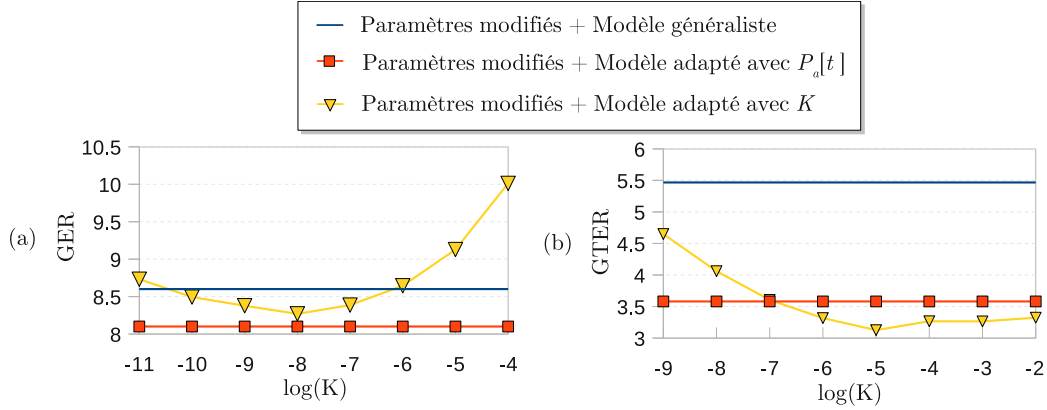 Paramètres modifiés + Modèle généraliste
Paramètres modifiés + Modèle adapté avec P_a[t]
Paramètres modifiés + Modèle adapté avec K
(a)
GER
10.5
10
9.5
9
8.5
8
-11 -10 -9 -8 -7 -6 -5 -4
log(K)
(b)
GTER
6
5.5
5
4.5
4
3.5
3
-9 -8 -7 -6 -5 -4 -3 -2
log(K)